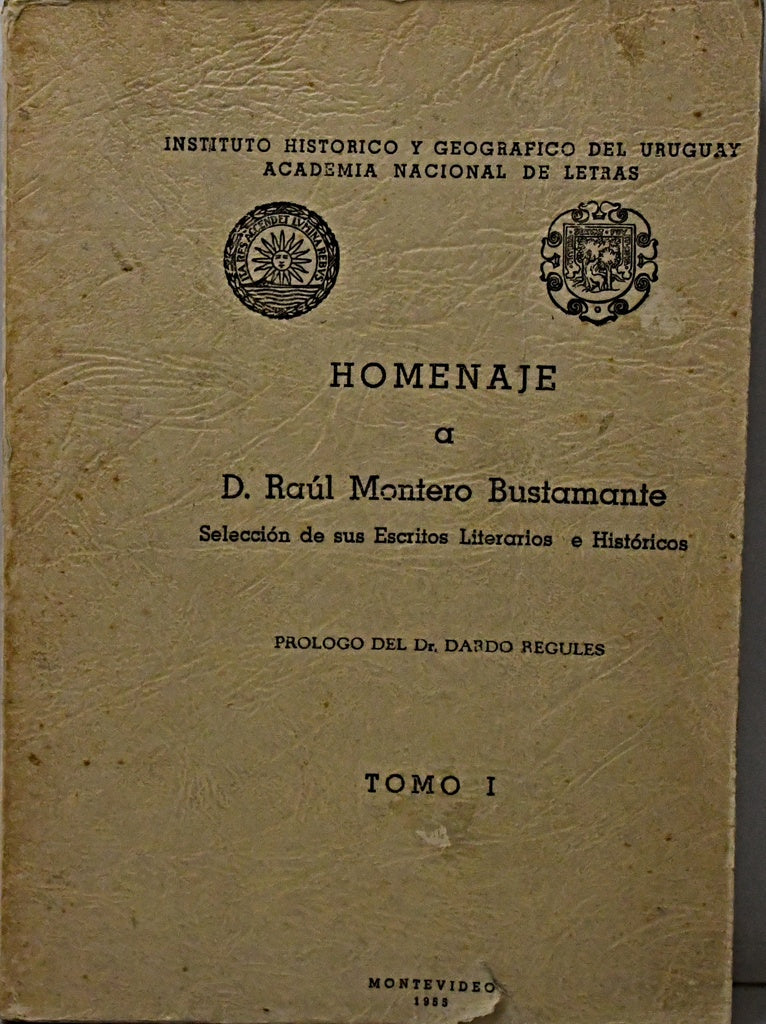 INSTITUTO HISTORICO Y GEOGRAFICO DEL URUGUAY
ACADEMIA NACIONAL DE LETRAS
HOMENAJE
a
D. Raúl Montero Bustamante
Selección de sus Escritos Literarios e Históricos
PROLOGO DEL Dr. DARDO REGULES
TOMO I
MONTEVIDEO
1955